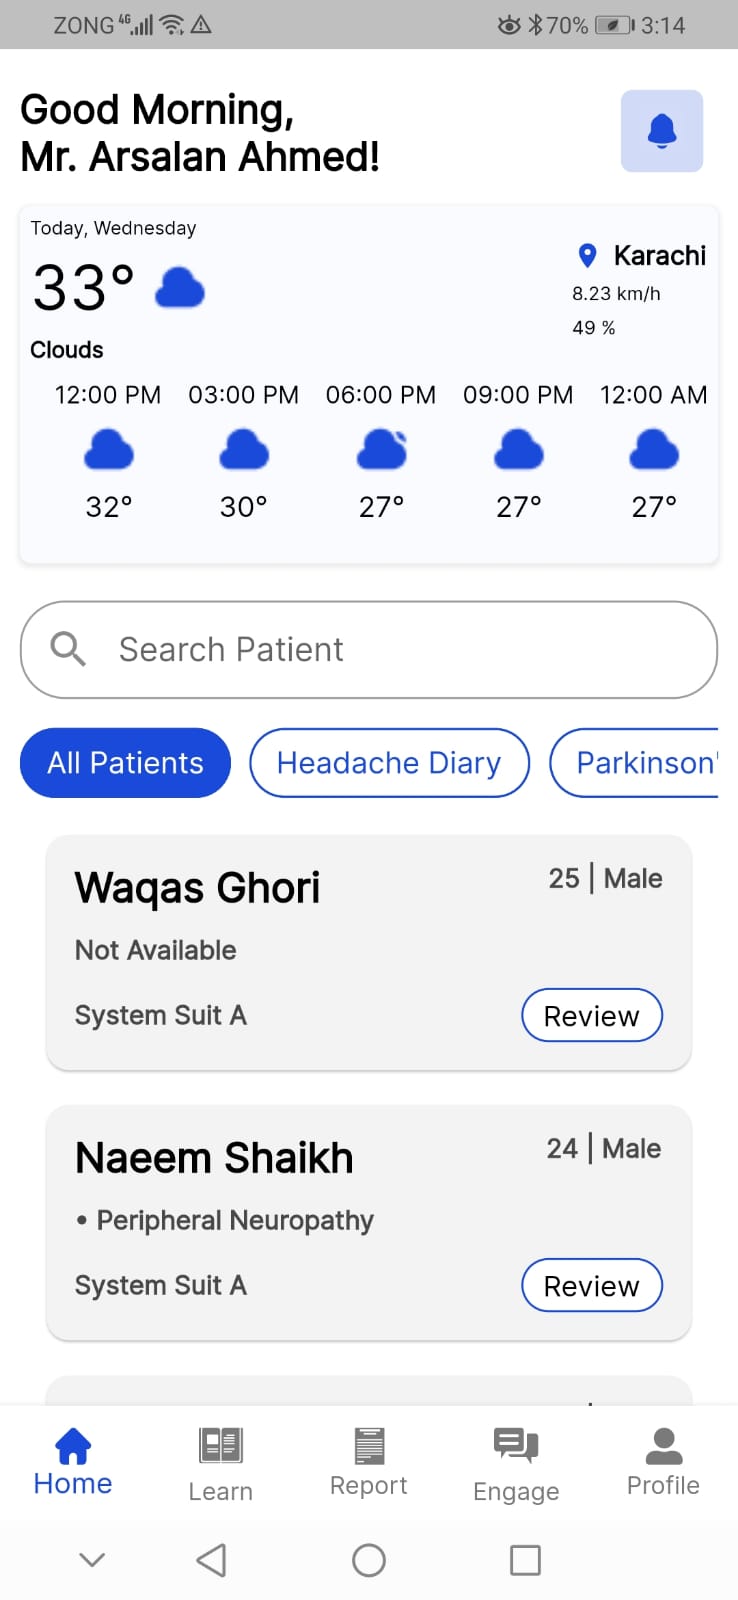 ZONG 4G 70% 3:14
Good Morning,
Mr. Arsalan Ahmed!
Today, Wednesday
33°
Karachi
8.23 km/h
49 %
Clouds
12:00 PM 03:00 PM 06:00 PM 09:00 PM 12:00 AM
32° 30° 27° 27° 27°
Search Patient
All Patients Headache Diary Parkinson'
Waqas Ghori 25 | Male
Not Available
System Suit A Review
Naeem Shaikh 24 | Male
• Peripheral Neuropathy
System Suit A Review
Home Learn Report Engage Profile